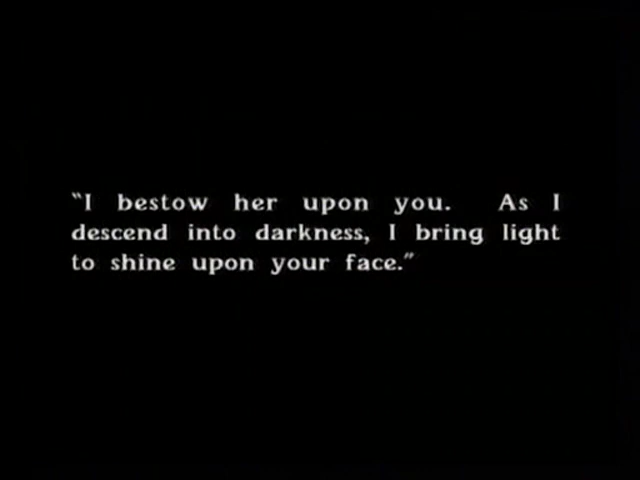 “I bestow her upon you. As I
descend into darkness, I bring light
to shine upon your face.”